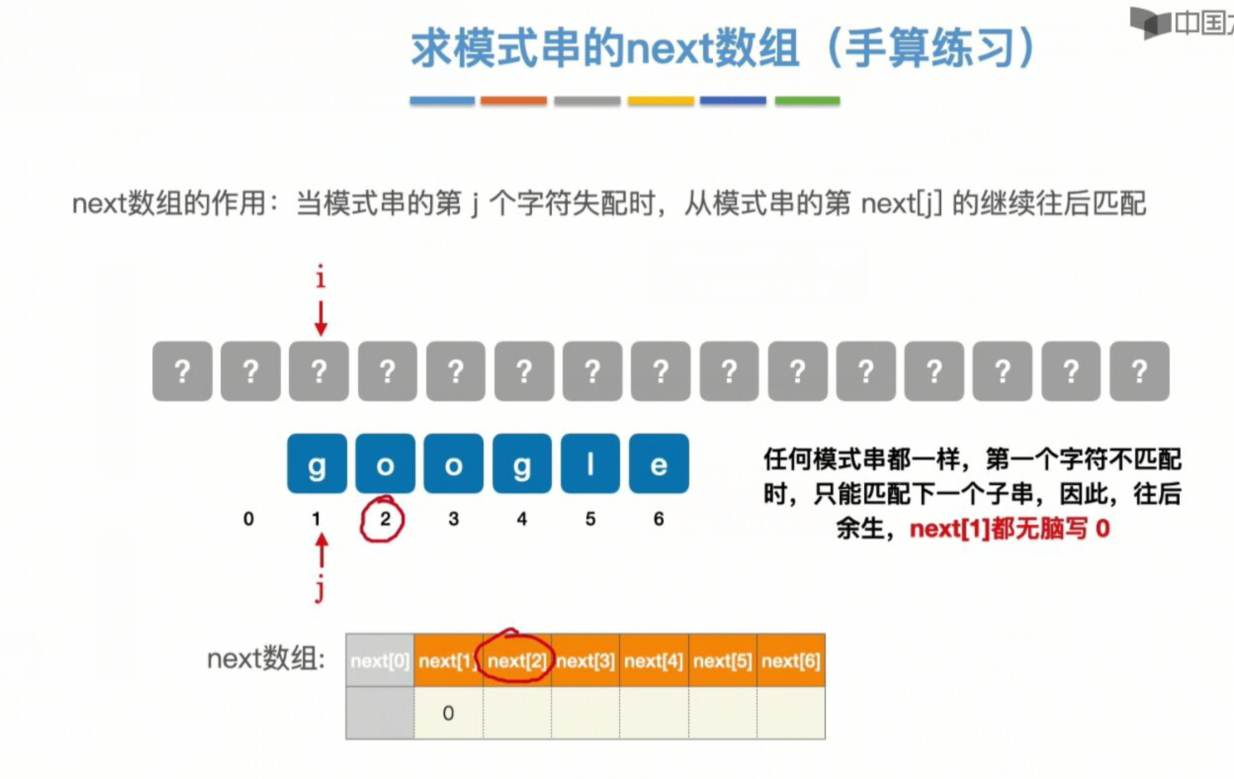 中国
求模式串的next数组（手算练习）
next数组的作用：当模式串的第 j 个字符失配时，从模式串的第 next[j] 的继续往后匹配
i
? ? ? ? ? ? ? ? ? ? ? ? ? ? ?
g o o g l e
0 1 2 3 4 5 6
j
任何模式串都一样，第一个字符不匹配
时，只能匹配下一个子串，因此，往后
余生，next[1]都无脑写 0
next数组:
next[0] next[1] next[2] next[3] next[4] next[5] next[6]
0